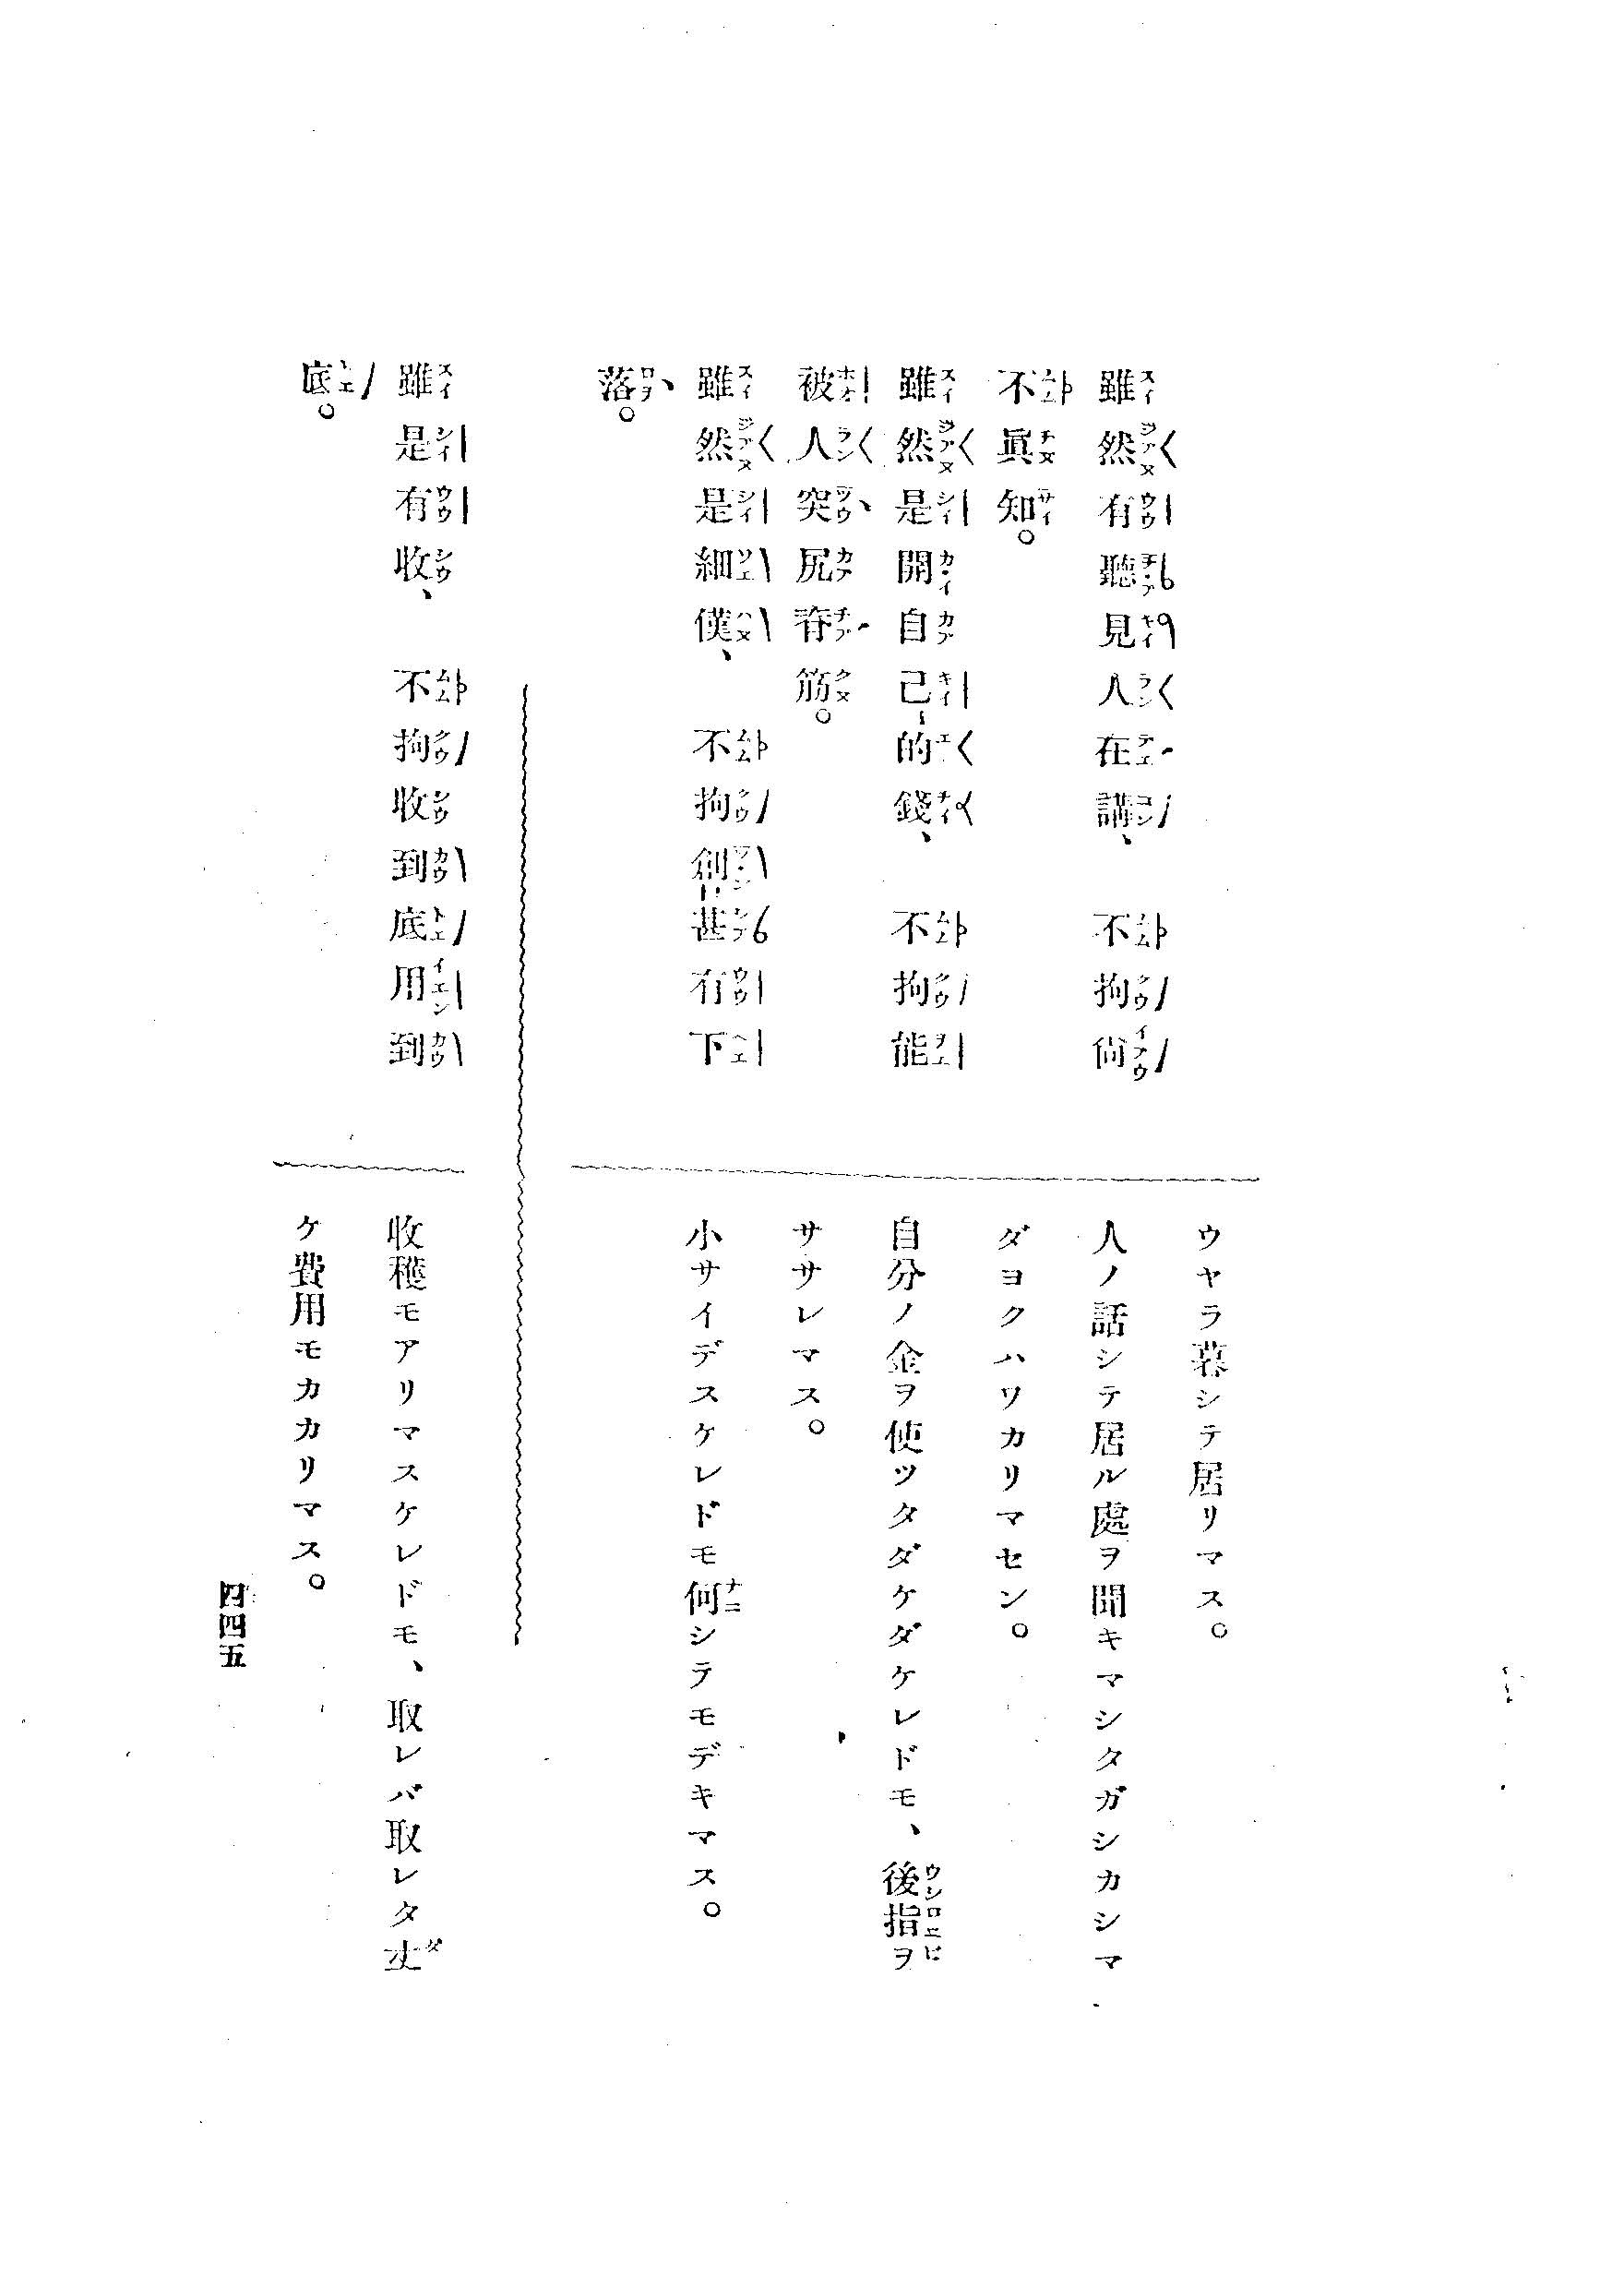 雖然有聽見人在講、不拘尙
不眞知。
雖然是開自己的錢、不拘能
被人突尻脊筋。
雖然是細僕、不拘創甚有下
落。
雖是有收、不拘收到底用到
底。
ウヤラ暮シテ居リマス。
人ノ話シテ居ル處ヲ聞キマシタガシカシマ
ダヨクハワカリマセン。
自分ノ金ヲ使ツタダケダケレドモ、後指ヲ
ササレマス。
小サイデスケレドモ何シテモデキマス。
收穫モアリマスケレドモ、取レバ取レタ丈
ケ費用モカカリマス。
四四五